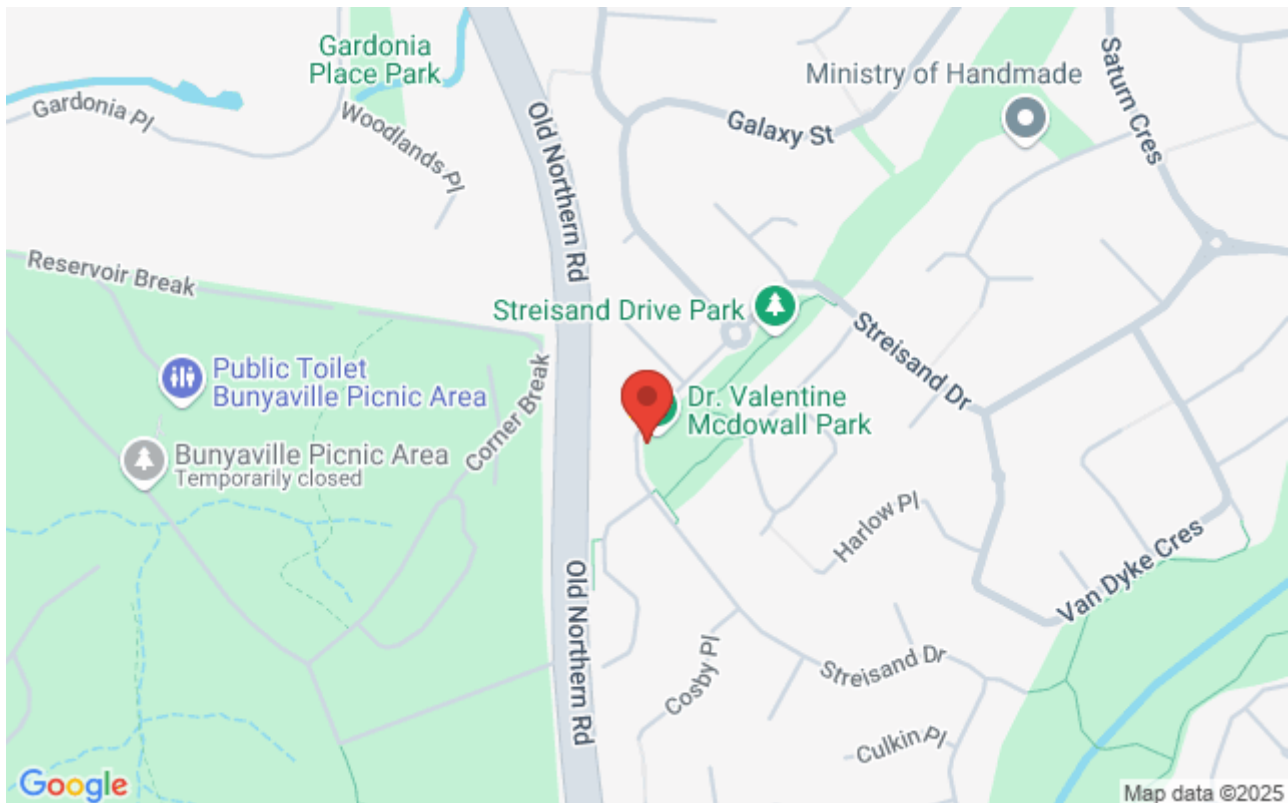 Gardonia
Place Park
Ministry of Handmade
Saturn Cres
Gardonia Pl
Woodlands Pl
Old Northern Rd
Galaxy St
Reservoir Break
Streisand Drive Park
Streisand Dr
Public Toilet
Bunyaville Picnic Area
Corner Break
Dr. Valentine
Mcdowall Park
Bunyaville Picnic Area
Temporarily closed
Harlow Pl
Van Dyke Cres
Old Northern Rd
Cosby Pl
Streisand Dr
Culkin Pl
Google
Map data ©2025